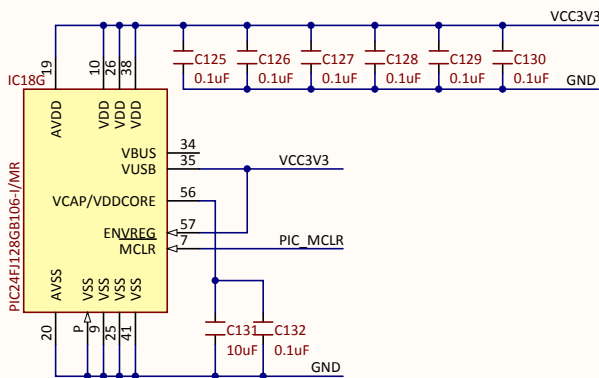 VCC3V3
19
10
26
38
C125
0.1uF
C126
0.1uF
C127
0.1uF
C128
0.1uF
C129
0.1uF
C130
0.1uF
GND
IC18G
AVDD
VDD
VDD
VDD
VBUS
34
VUSB
35
VCC3V3
VCAP/VDDCORE
56
ENVREG
57
MCLR
7
PIC_MCLR
PIC24FJ128GB106-I/MR
AVSS
VSS
VSS
VSS
VSS
20
P
9
25
41
C131
10uF
C132
0.1uF
GND